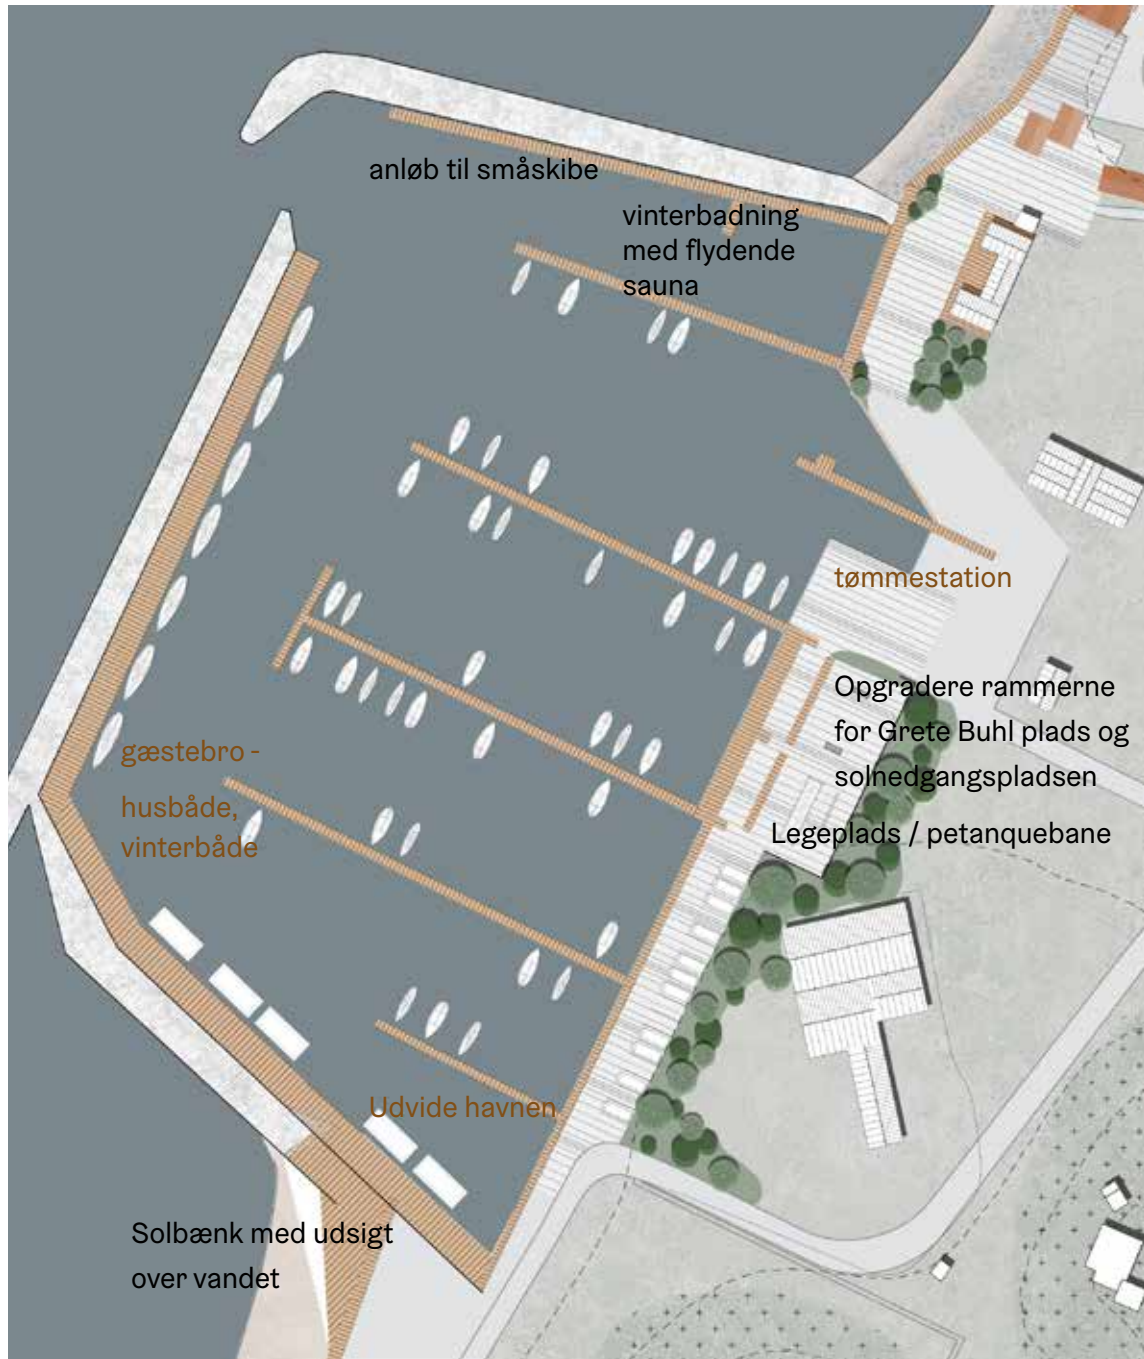 anløb til småskibe
vinterbadning
med flydende
sauna
tømmestation
Opgradere rammerne
for Grete Buhl plads og
solnedgangspladsen
gæstebro -
husbåde,
vinterbåde
Legeplads / petanquebane
Udvide havnen
Solbænk med udsigt
over vandet